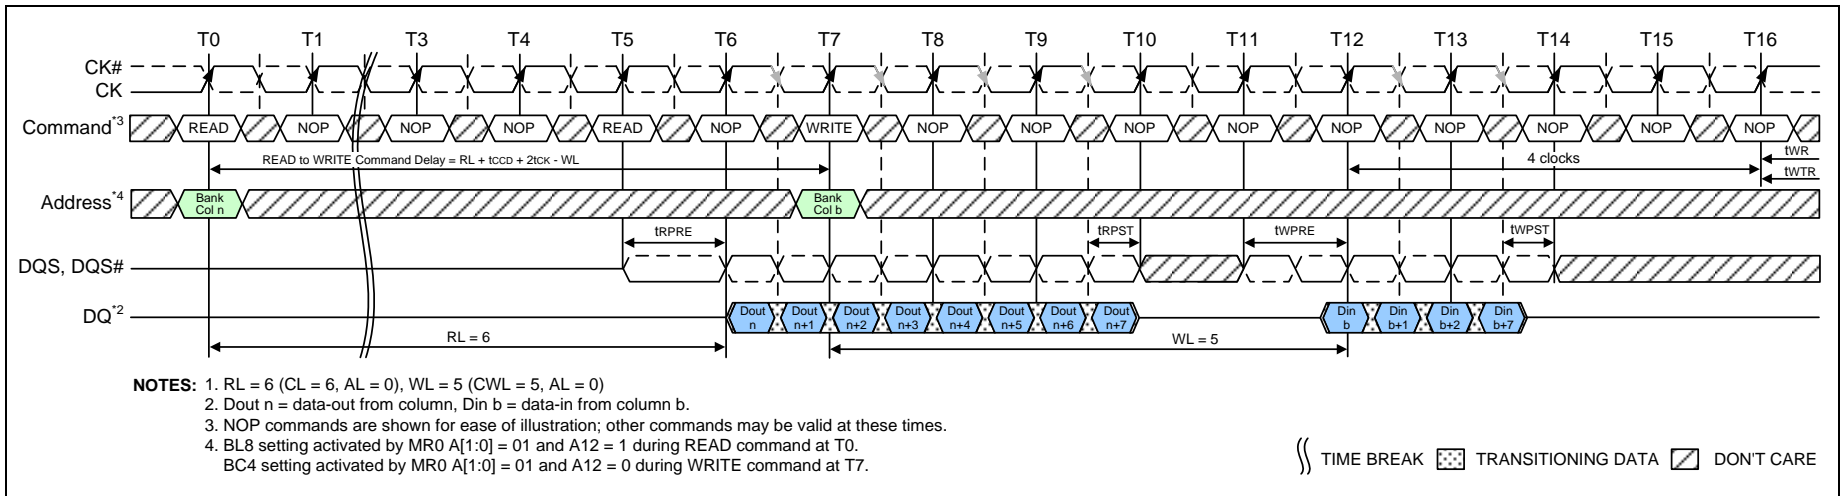 T0 T1 T3 T4 T5 T6 T7 T8 T9 T10 T11 T12 T13 T14 T15 T16
CK#
CK
Command*3 READ NOP NOP NOP READ NOP WRITE NOP NOP NOP NOP NOP NOP NOP NOP NOP
READ to WRITE Command Delay = RL + tCCD + 2tCK - WL
4 clocks
tWR
tWTR
Address*4
Bank
Col n
Bank
Col b
tRPRE tRPST tWPRE tWPST
DQS, DQS#
DQ*2
Dout
n
Dout
n+1
Dout
n+2
Dout
n+3
Dout
n+4
Dout
n+5
Dout
n+6
Dout
n+7
Din
b
Din
b+1
Din
b+2
Din
b+7
RL = 6
WL = 5
NOTES: 1. RL = 6 (CL = 6, AL = 0), WL = 5 (CWL = 5, AL = 0)
2. Dout n = data-out from column, Din b = data-in from column b.
3. NOP commands are shown for ease of illustration; other commands may be valid at these times.
4. BL8 setting activated by MR0 A[1:0] = 01 and A12 = 1 during READ command at T0.
BC4 setting activated by MR0 A[1:0] = 01 and A12 = 0 during WRITE command at T7.
TIME BREAK TRANSITIONING DATA DON'T CARE